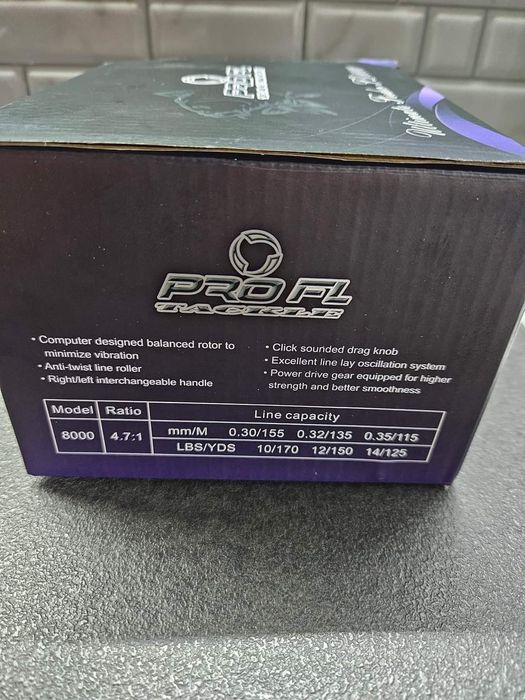 PRO FL
TACKLE
• Computer designed balanced rotor to
minimize vibration
• Anti-twist line roller
• Right/left interchangeable handle
• Click sounded drag knob
• Excellent line lay oscillation system
• Power drive gear equipped for higher
strength and better smoothness
Model Ratio Line capacity
8000 4.7:1 mm/M 0.30/155 0.32/135 0.35/115
LBS/YDS 10/170 12/150 14/125